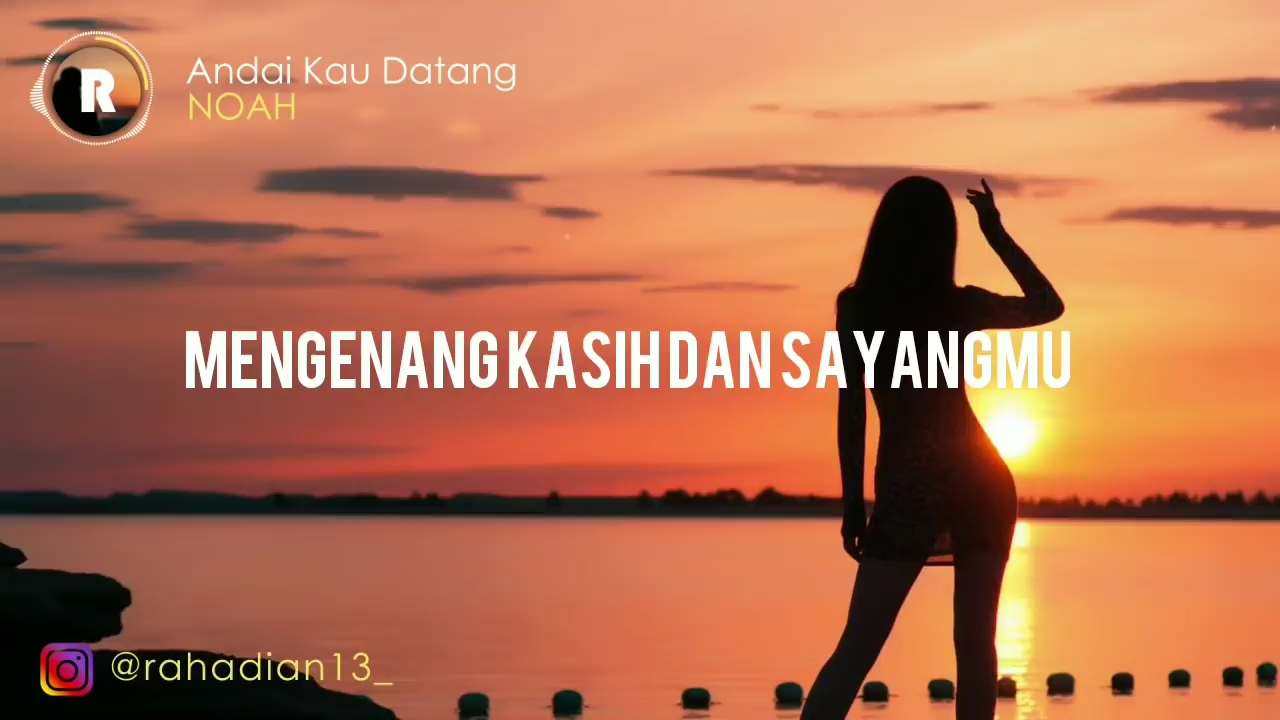 R
Andai Kau Datang
NOAH
MENGENANG KASIH DAN SAYANGMU
@rahadian13_